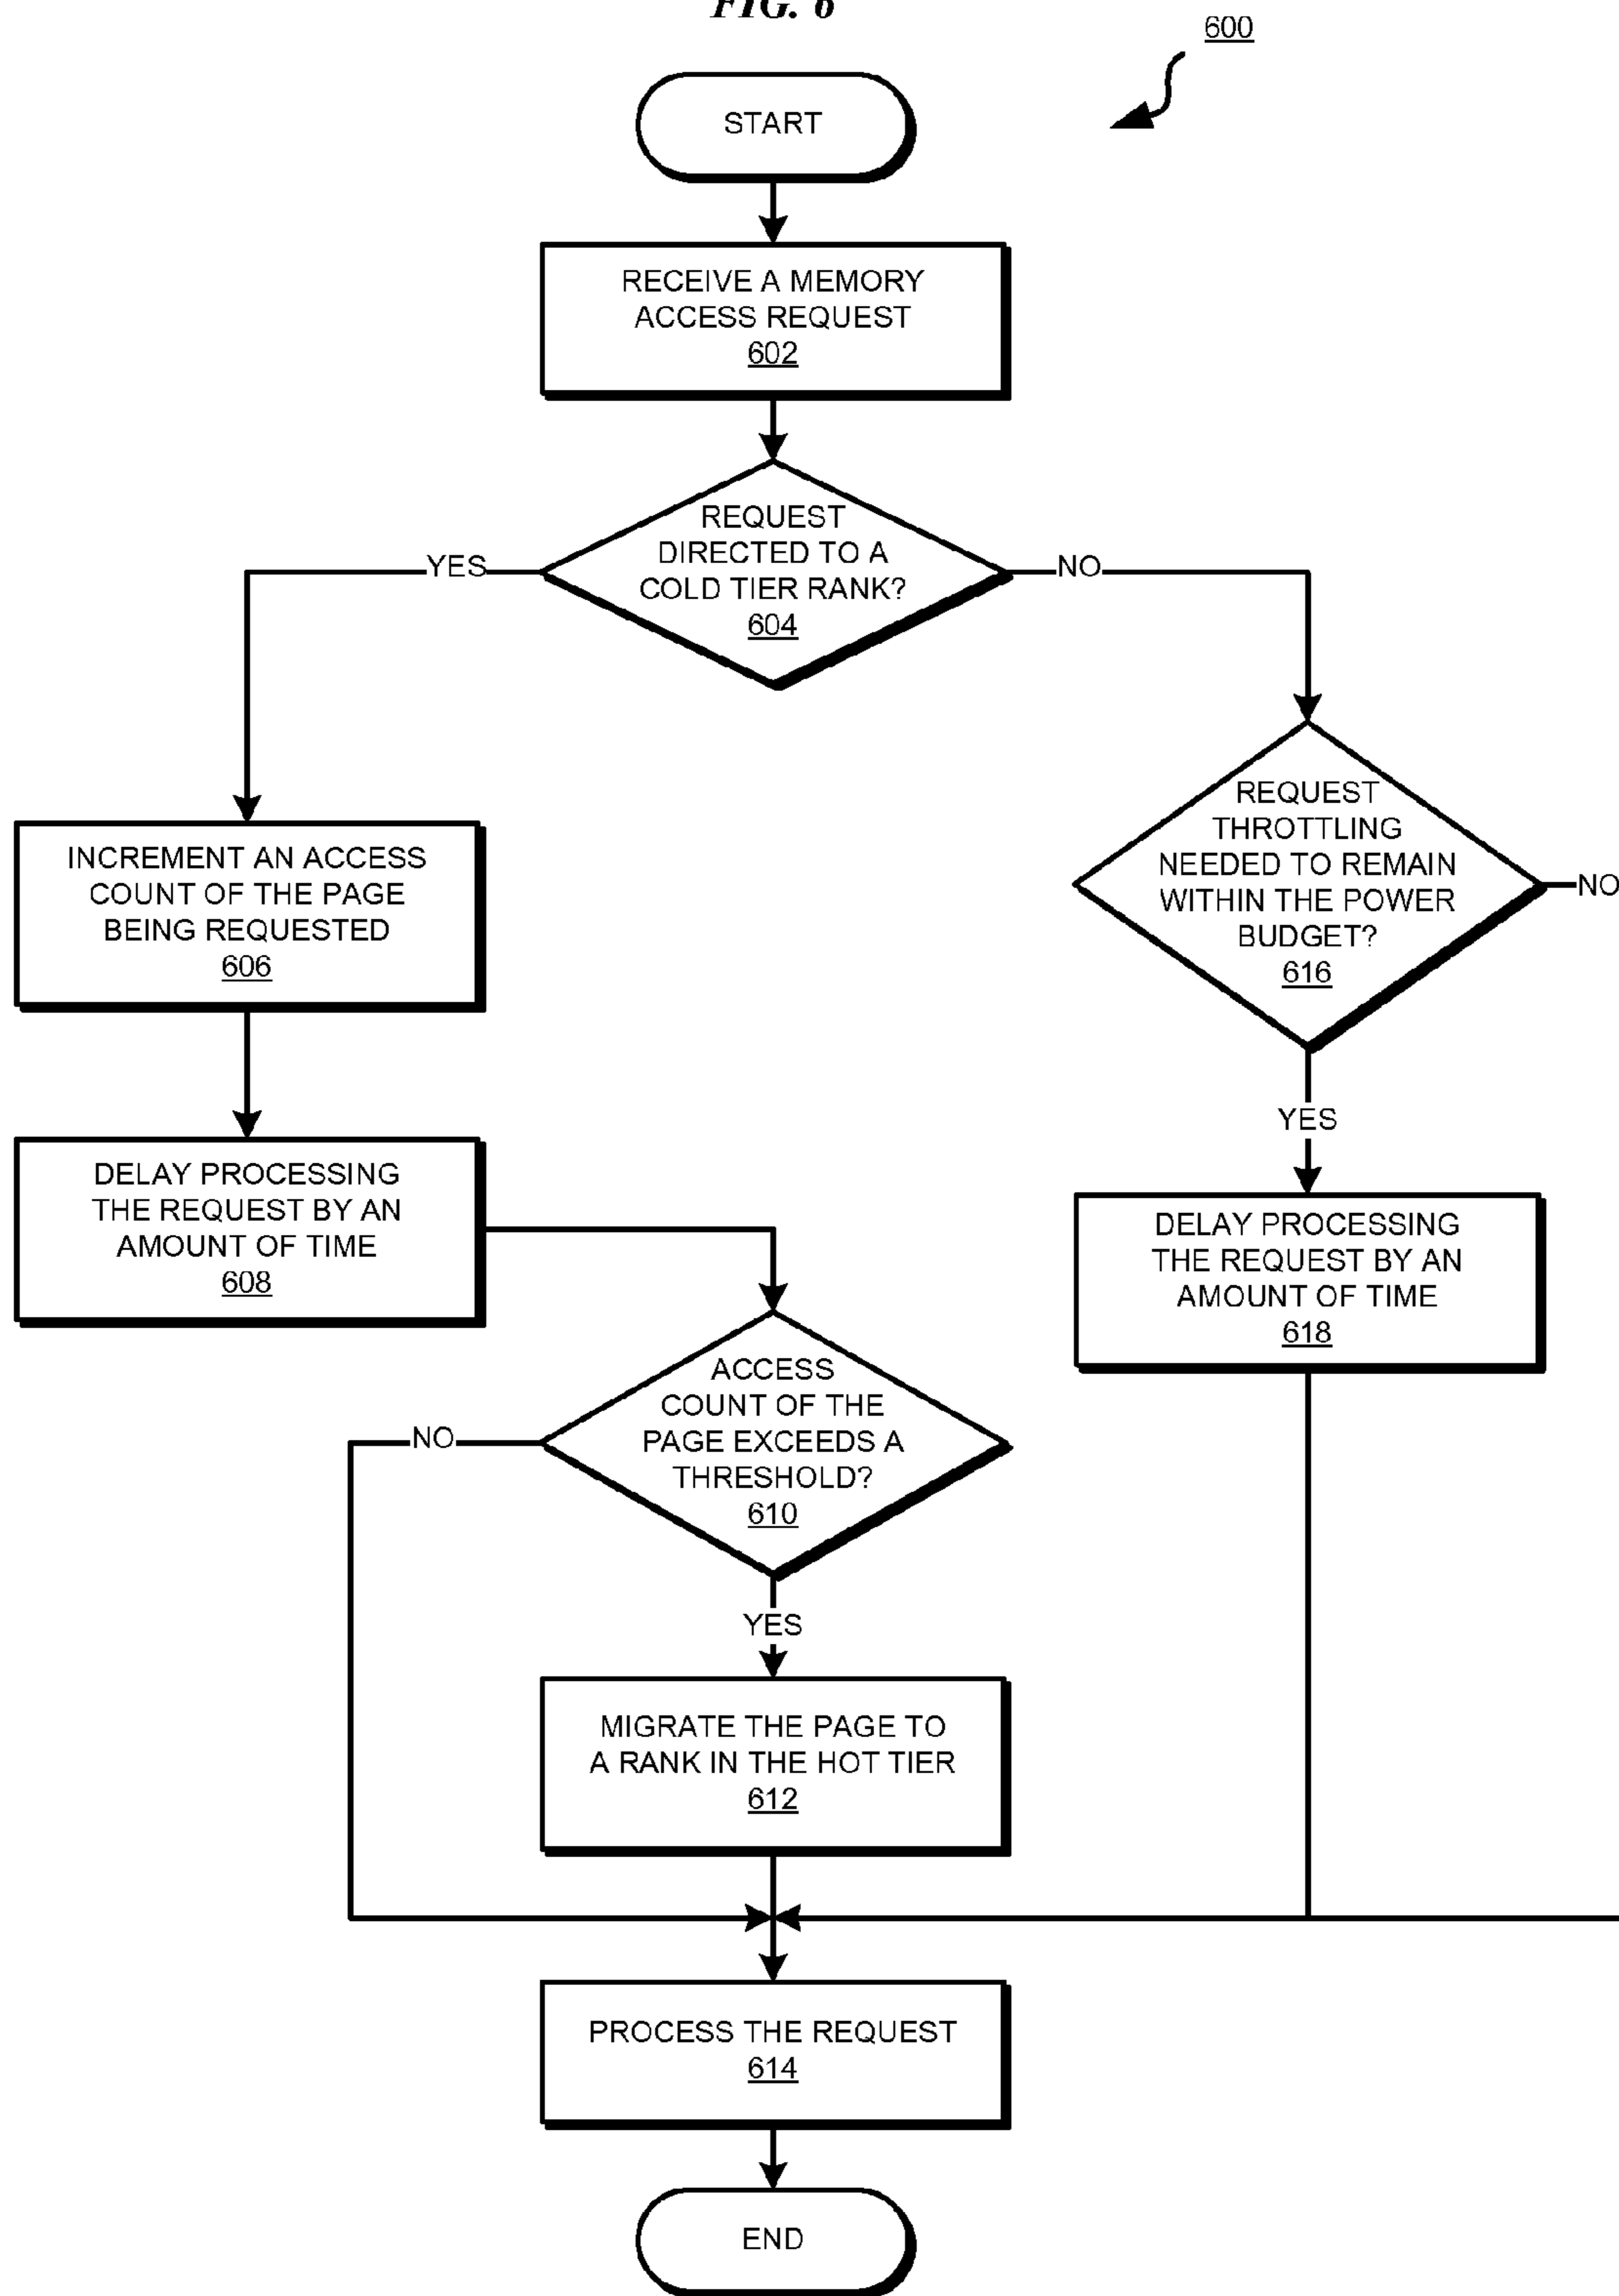 FIG. 6
600
START
RECEIVE A MEMORY
ACCESS REQUEST
602
REQUEST
DIRECTED TO A
COLD TIER RANK?
604
YES
NO
INCREMENT AN ACCESS
COUNT OF THE PAGE
BEING REQUESTED
606
REQUEST
THROTTLING
NEEDED TO REMAIN
WITHIN THE POWER
BUDGET?
616
NO
YES
DELAY PROCESSING
THE REQUEST BY AN
AMOUNT OF TIME
608
DELAY PROCESSING
THE REQUEST BY AN
AMOUNT OF TIME
618
ACCESS
COUNT OF THE
PAGE EXCEEDS A
THRESHOLD?
610
NO
YES
MIGRATE THE PAGE TO
A RANK IN THE HOT TIER
612
PROCESS THE REQUEST
614
END